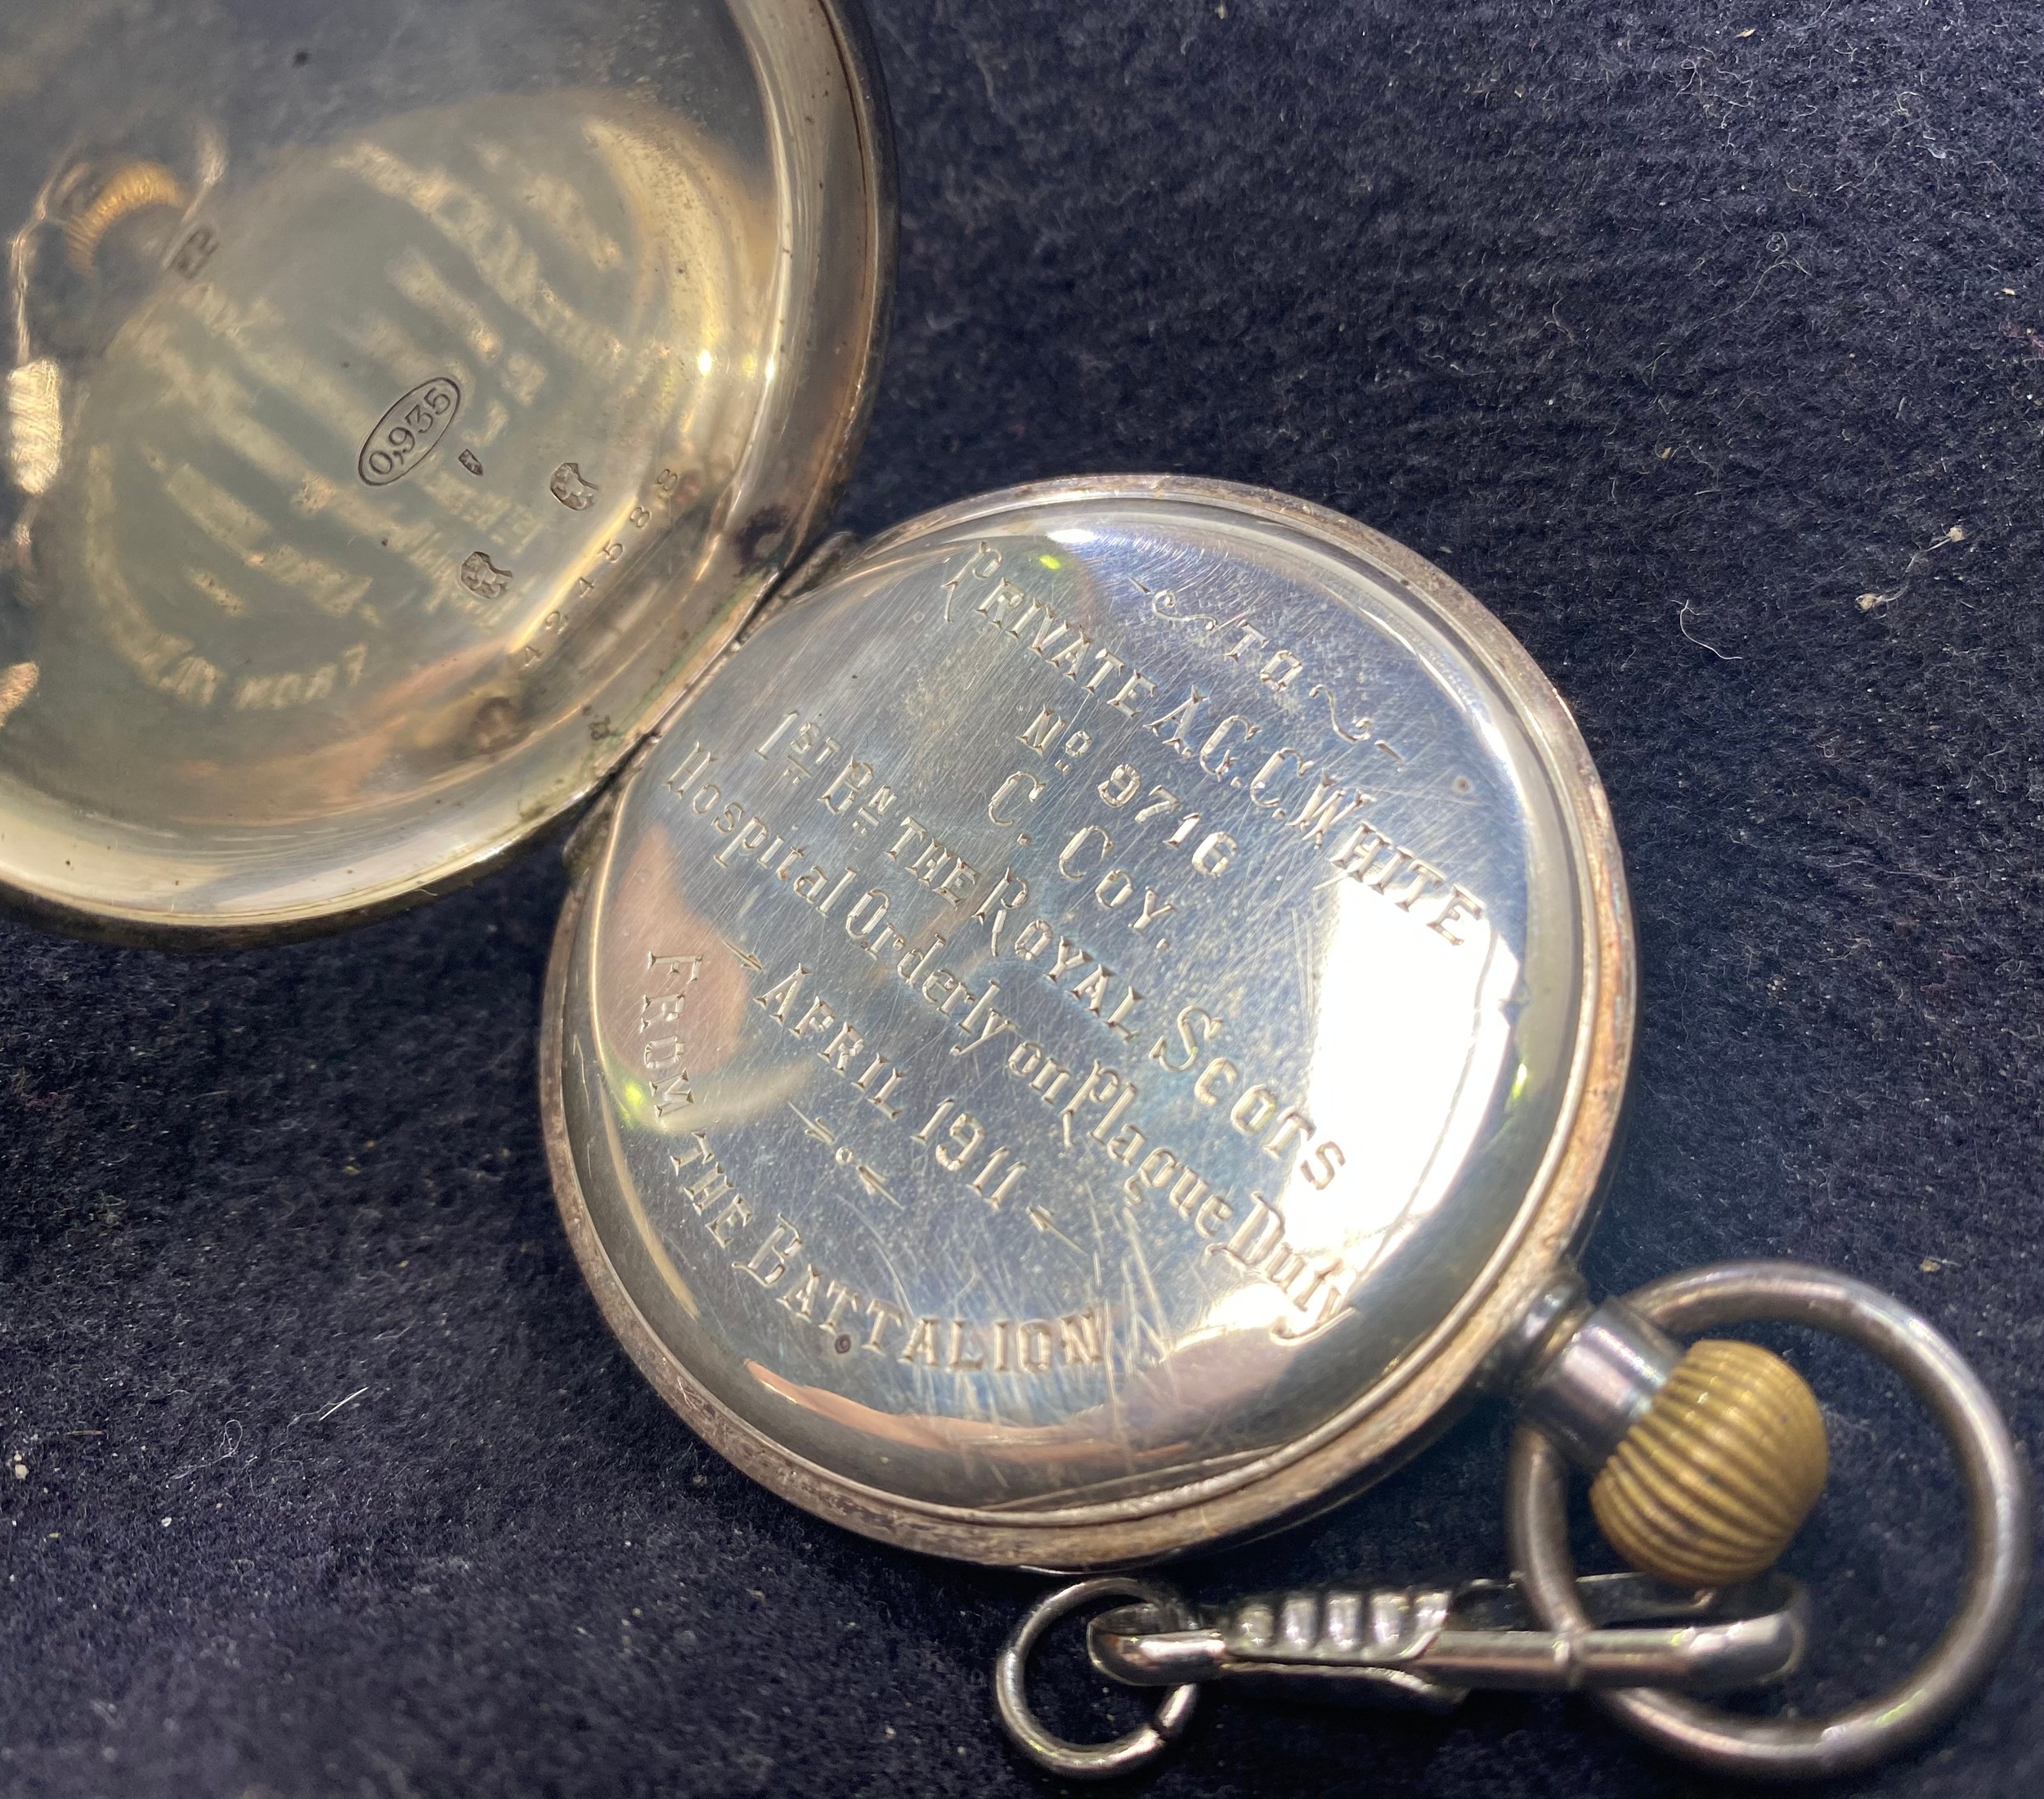 TO
PRIVATE A.G.C. WHITE
No 9716
C. COY.
1ST BN THE ROYAL SCOTS
Hospital Orderly on Plague Duty
APRIL 1911
FROM THE BATTALION
0,935
424588